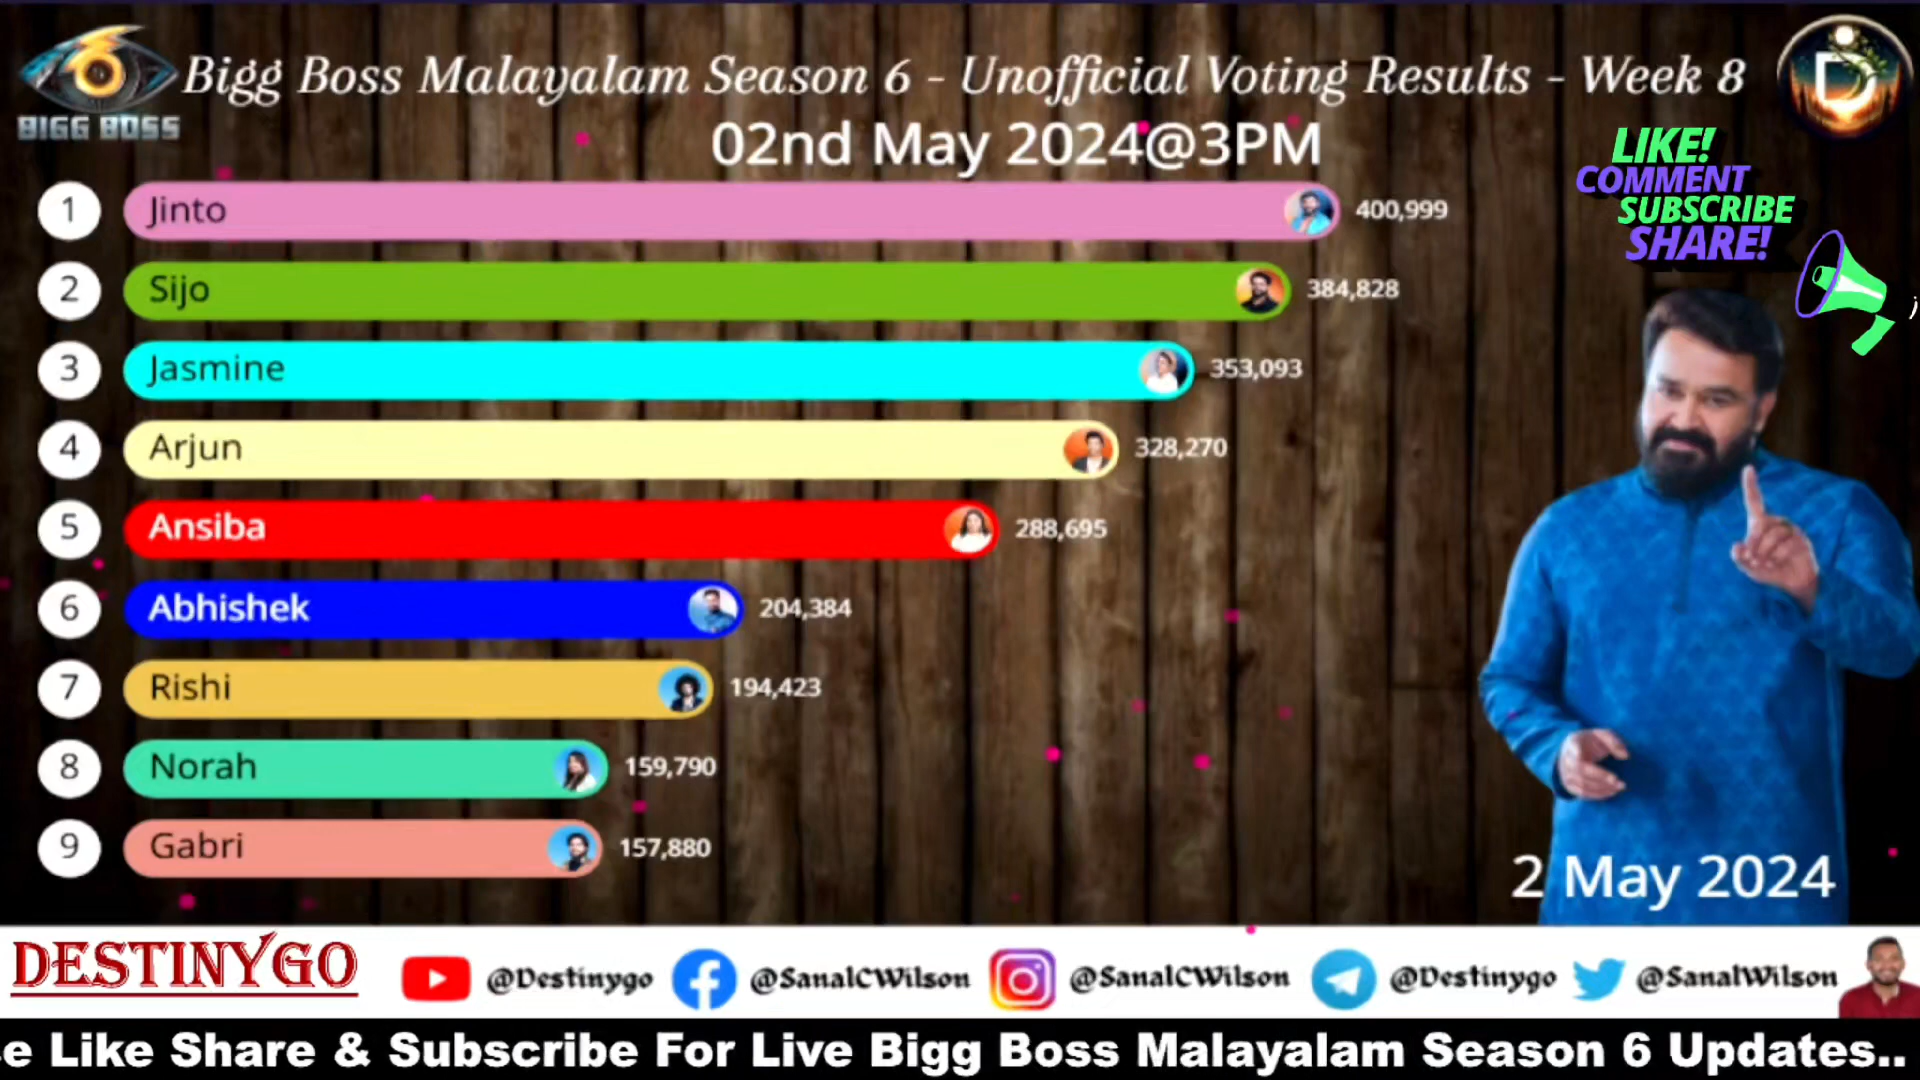 Bigg Boss Malayalam Season 6 - Unofficial Voting Results - Week 8
BIGG BOSS
D
02nd May 2024@3PM
LIKE!
COMMENT
SUBSCRIBE
SHARE!
1 Jinto 400,999
2 Sijo 384,828
3 Jasmine 353,093
4 Arjun 328,270
5 Ansiba 288,695
6 Abhishek 204,384
7 Rishi 194,423
8 Norah 159,790
9 Gabri 157,880
2 May 2024
DESTINYGO @Destinygo @SanalCWilson @SanalCWilson @Destinygo @SanalWilson
e Like Share & Subscribe For Live Bigg Boss Malayalam Season 6 Updates..